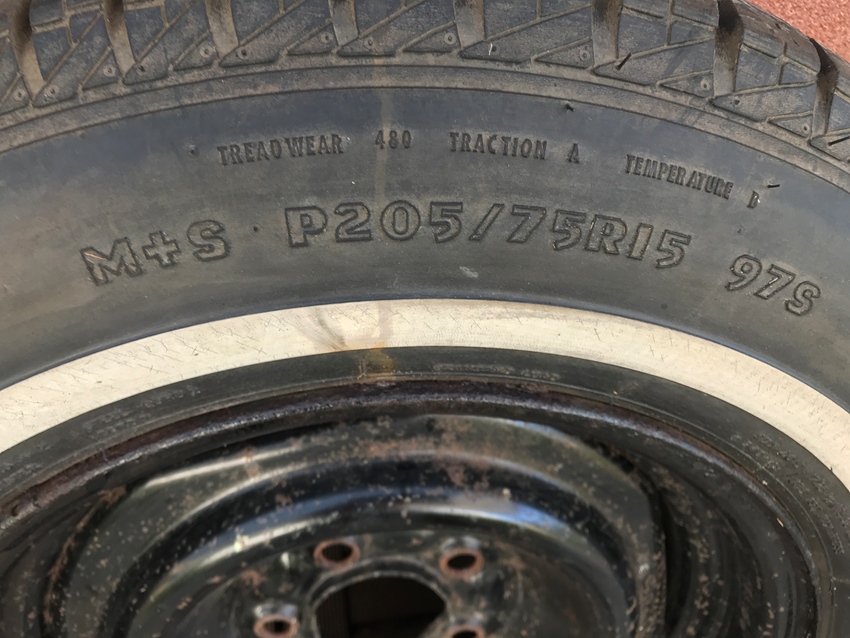 TREADWEAR 480 TRACTION A TEMPERATURE B
M+S P205/75R15 97S